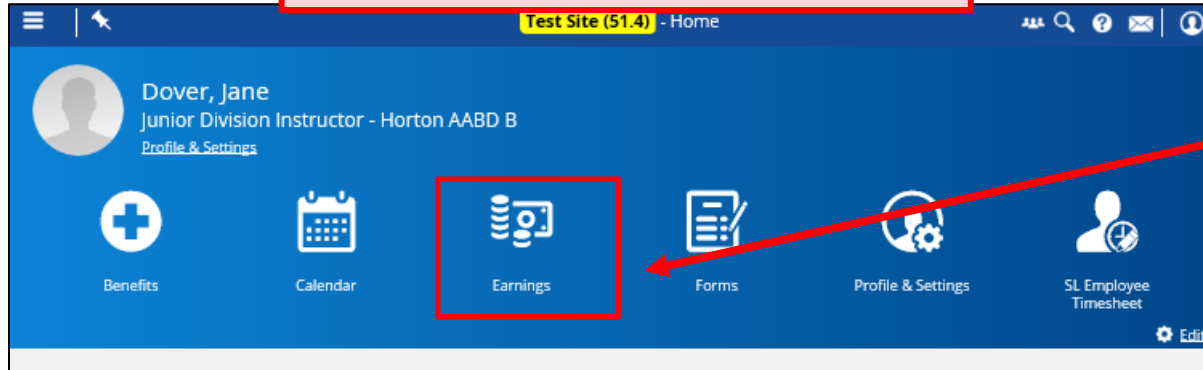 Test Site (51.4) - Home
Dover, Jane
Junior Division Instructor - Horton AABD B
Profile & Settings
Benefits
Calendar
Earnings
Forms
Profile & Settings
SL Employee
Timesheet
Edit